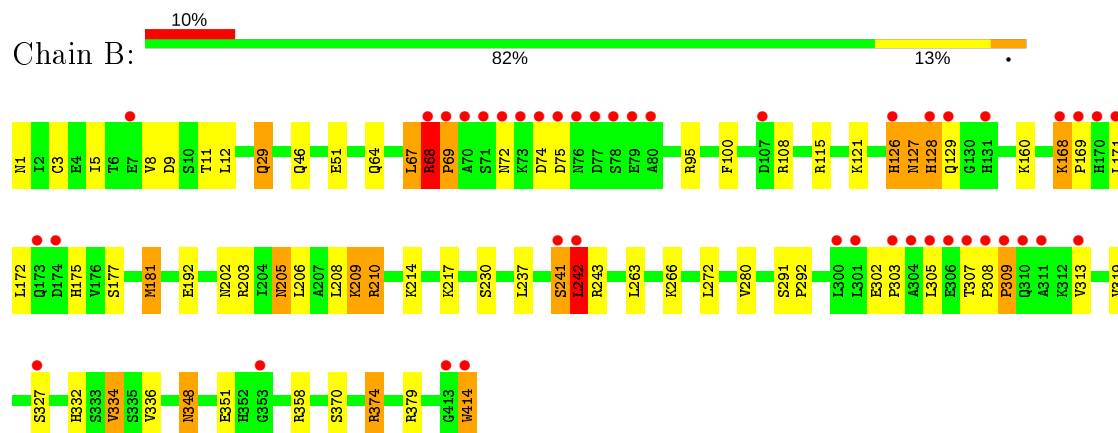 10%
Chain B:
82% 13% •
N1 I2 C3 E4 I5 T6 E7 V8 D9 S10 T11 L12 Q29 Q46 E51 Q64 L67 R68 P69 A70 S71 N72 K73 D74 D75 N76 D77 S78 E79 A80 R95 F100 D107 R108 R115 K121 H126 N127 H128 Q129 G130 H131 K160 K168 P169 H170 L171
L172 Q173 D174 H175 V176 S177 M181 E192 N202 R203 I204 N205 L206 A207 L208 K209 R210 K214 K217 S230 L237 S241 L242 R243 L263 K266 L272 V280 S291 P292 L300 L301 E302 P303 A304 L305 E306 T307 P308 P309 Q310 A311 K312 V313 V319
S327 H332 S333 V334 S335 V336 N348 E351 H352 G353 R358 S370 R374 R379 G413 W414